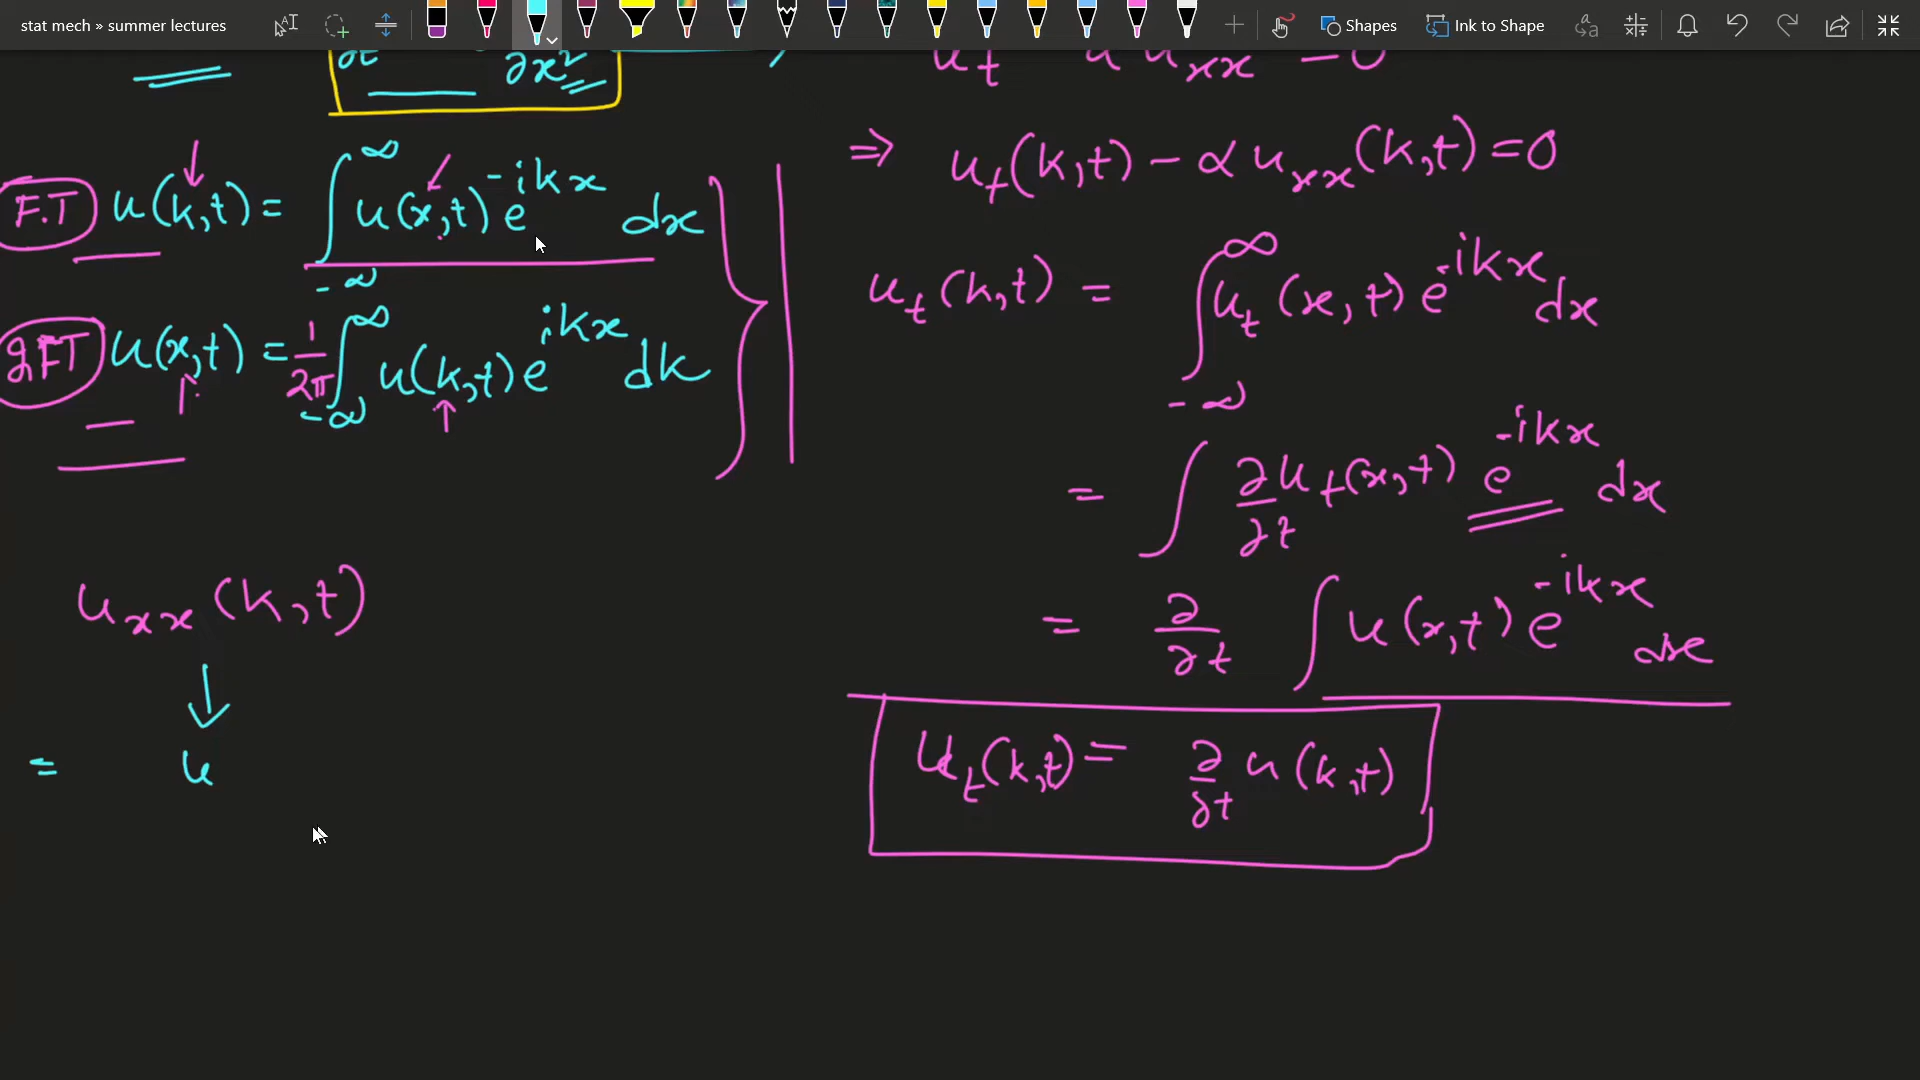 stat mech » summer lectures
Shapes
Ink to Shape
∂t ∂x²
F.T u(k,t) = ∫_{-∞}^{∞} u(x,t) e^{-ikx} dx
IFT u(x,t) = 1/2π ∫_{-∞}^{∞} u(k,t) e^{ikx} dk
u_xx (k,t)
↓
= u
u_t α u_xx = 0
⇒ u_t(k,t) - α u_xx(k,t) = 0
u_t (k,t) = ∫_{-∞}^{∞} u_t (x,t) e^{-ikx} dx
= ∫ ∂/∂t u_t(x,t) e^{-ikx} dx
= ∂/∂t ∫ u(x,t) e^{-ikx} dx
u_t(k,t) = ∂/∂t u (k,t)